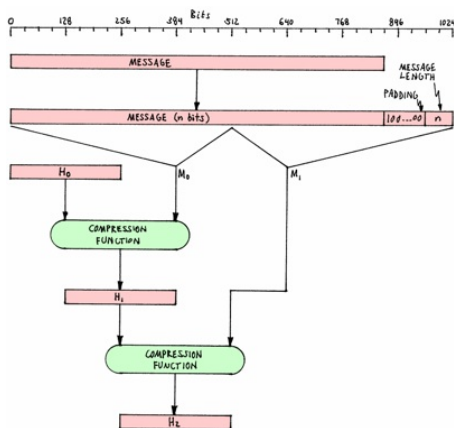 Bits
0 128 256 384 512 640 768 896 1024
MESSAGE
MESSAGE
LENGTH
PADDING
MESSAGE (n bits)
100...00
n
H₀
M₀
M₁
COMPRESSION
FUNCTION
H₁
COMPRESSION
FUNCTION
H₂